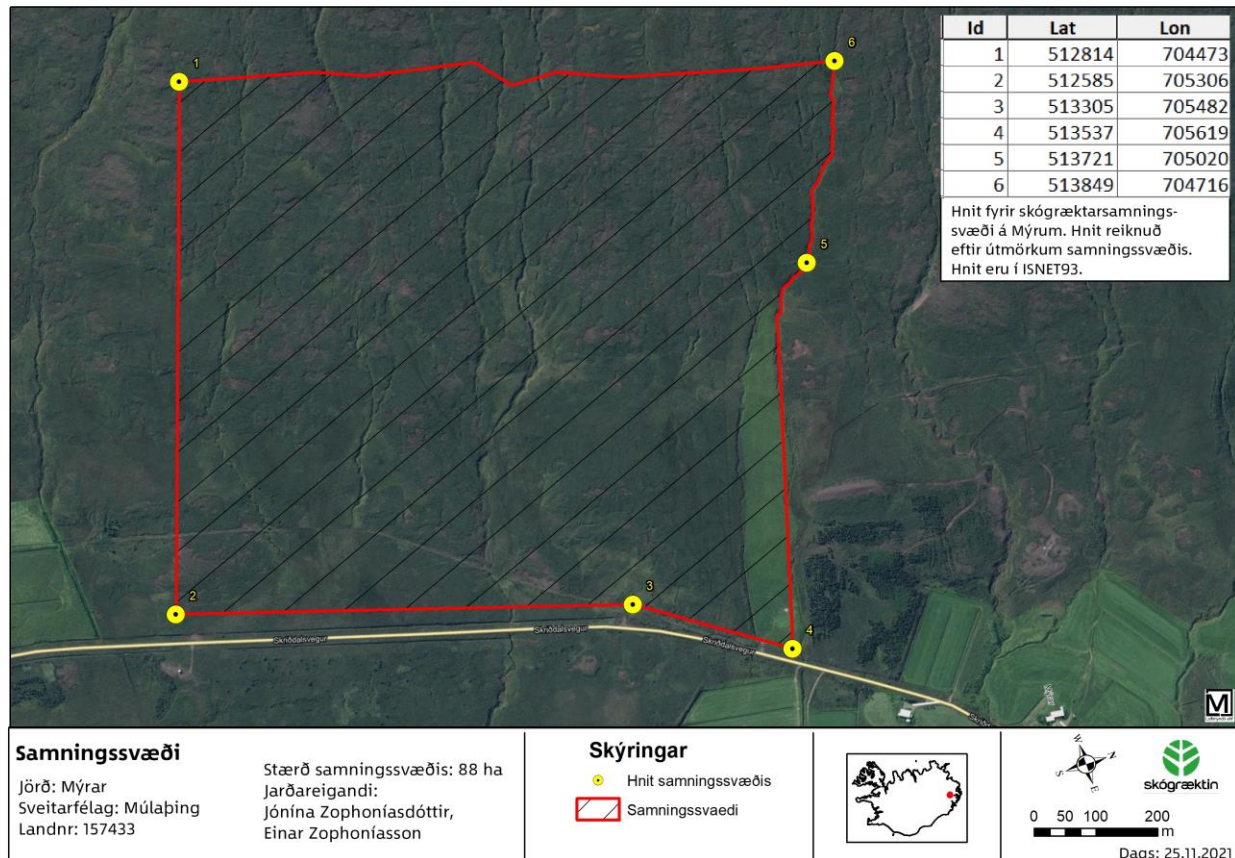 Id Lat Lon
1 512814 704473
2 512585 705306
3 513305 705482
4 513537 705619
5 513721 705020
6 513849 704716
Hnit fyrir skógræktarsamnings-
svæði á Mýrum. Hnit reiknuð
eftir útmörkum samningssvæðis.
Hnit eru í ISNET93.
1
6
5
2
3
4
Skriðdalsvegur
Skriðdalsvegur
Skriðdalsvegur
M
Samningssvæði
Jörð: Mýrar
Sveitarfélag: Múlaþing
Landnr: 157433
Stærð samningssvæðis: 88 ha
Jarðareigandi:
Jónína Zophoníasdóttir,
Einar Zophoníasson
Skýringar
Hnit samningssvæðis
Samningssvaedi
W N
S E
skógræktin
0 50 100 200
m
Dags: 25.11.2021